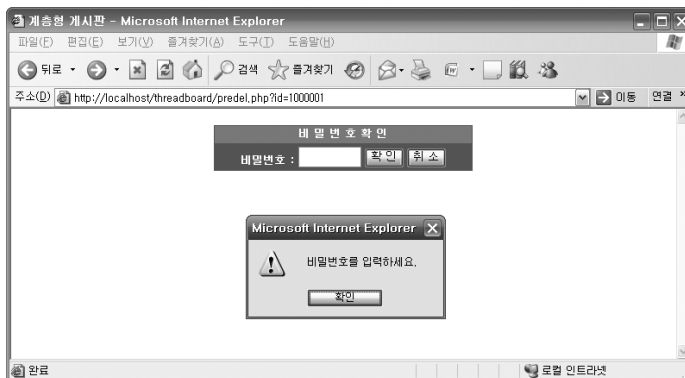 계층형 게시판 - Microsoft Internet Explorer
파일(F) 편집(E) 보기(V) 즐겨찾기(A) 도구(T) 도움말(H)
뒤로 검색 즐겨찾기
주소(D) http://localhost/threadboard/predel.php?id=1000001 이동 연결 »
비 밀 번 호 확 인
비밀번호 : 확 인 취 소
Microsoft Internet Explorer
비밀번호를 입력하세요.
확인
완료 로컬 인트라넷